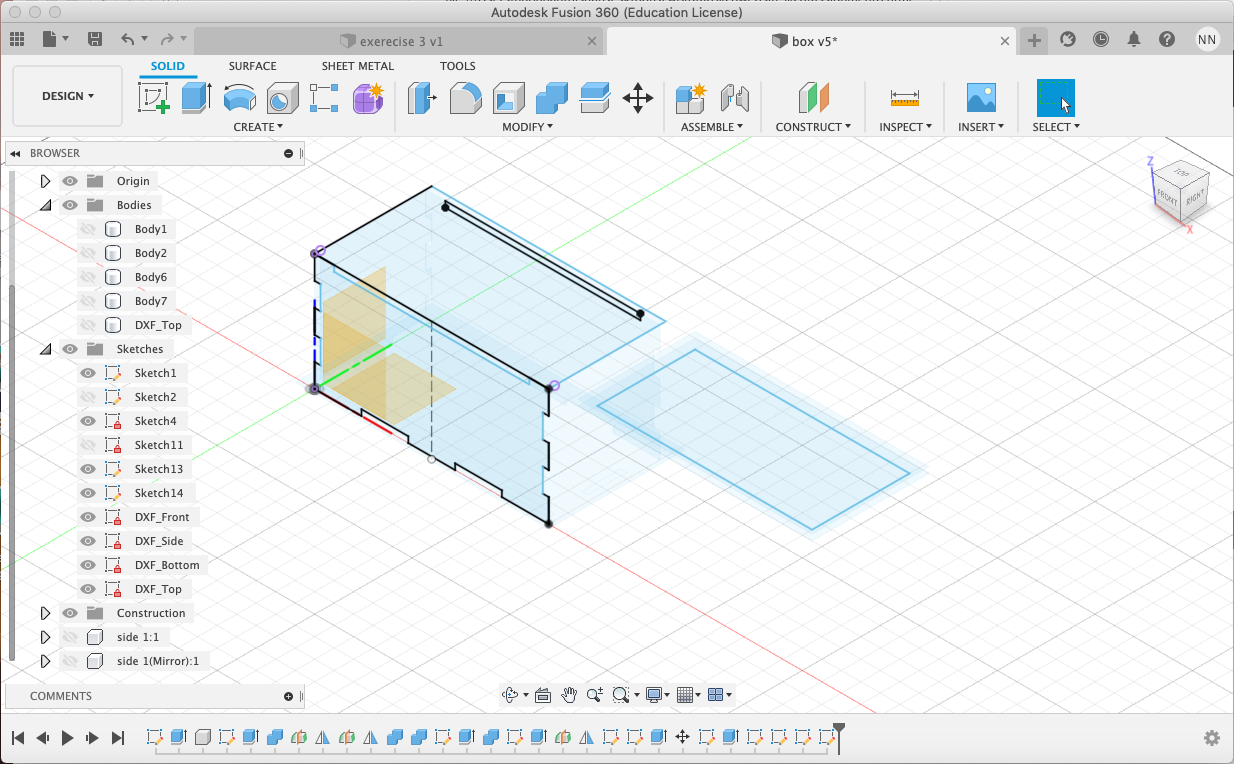 Autodesk Fusion 360 (Education License)
exercise 3 v1
box v5*
NN
DESIGN
SOLID
SURFACE
SHEET METAL
TOOLS
CREATE
MODIFY
ASSEMBLE
CONSTRUCT
INSPECT
INSERT
SELECT
BROWSER
Origin
Bodies
Body1
Body2
Body6
Body7
DXF_Top
Sketches
Sketch1
Sketch2
Sketch4
Sketch11
Sketch13
Sketch14
DXF_Front
DXF_Side
DXF_Bottom
DXF_Top
Construction
side 1:1
side 1(Mirror):1
Z
TOP
FRONT
RIGHT
X
COMMENTS